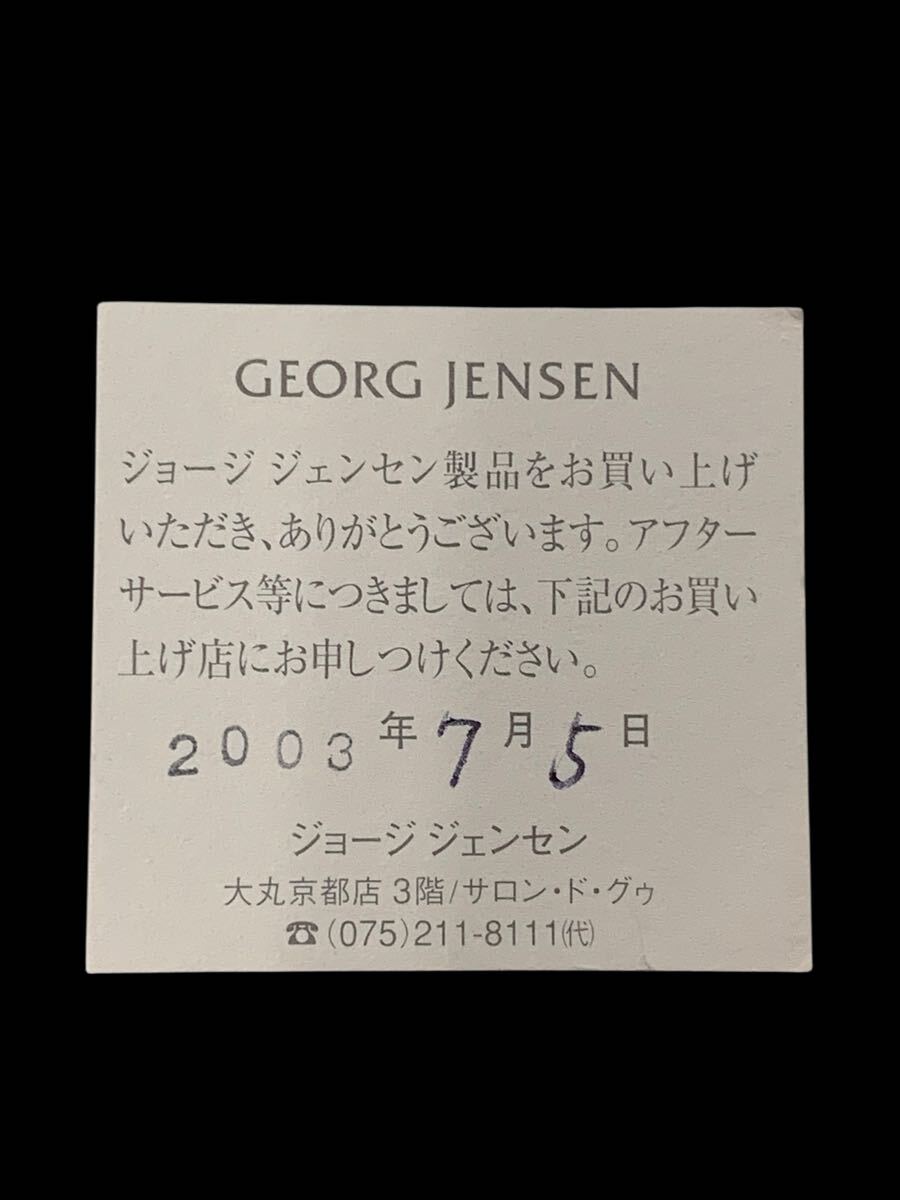 GEORG JENSEN
ジョージ ジェンセン製品をお買い上げ
いただき、ありがとうございます。アフター
サービス等につきましては、下記のお買い
上げ店にお申しつけください。
2003年7月5日
ジョージ ジェンセン
大丸京都店 3階/サロン・ド・グゥ
☎(075)211-8111㈹